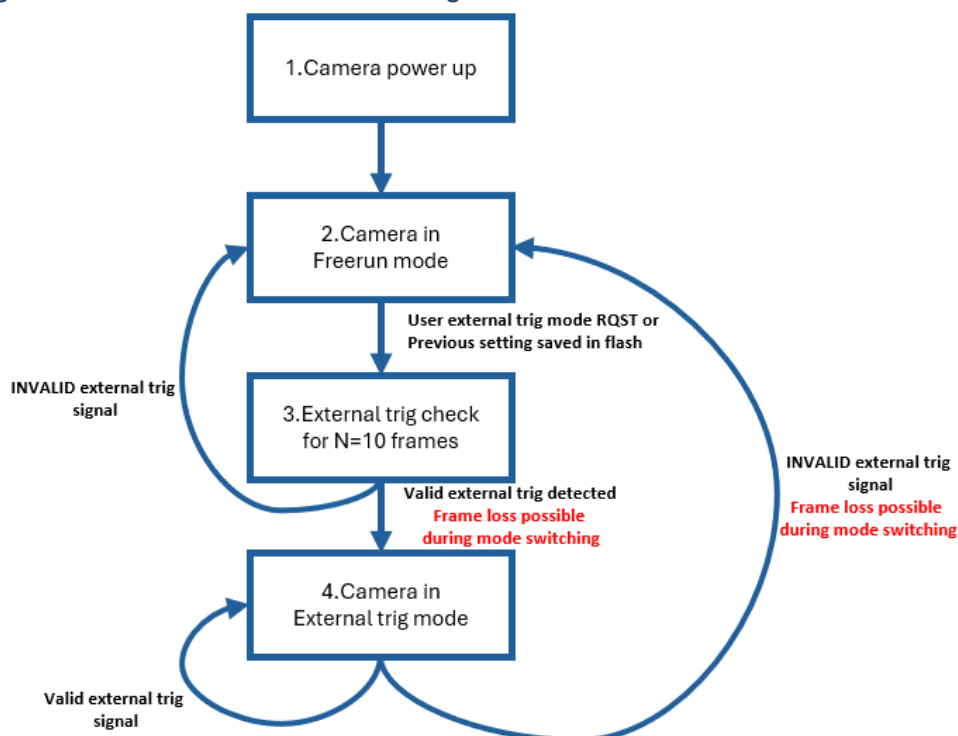 1.Camera power up
2.Camera in
Freerun mode
User external trig mode RQST or
Previous setting saved in flash
INVALID external trig
signal
3.External trig check
for N=10 frames
Valid external trig detected
Frame loss possible
during mode switching
INVALID external trig
signal
Frame loss possible
during mode switching
4.Camera in
External trig mode
Valid external trig
signal